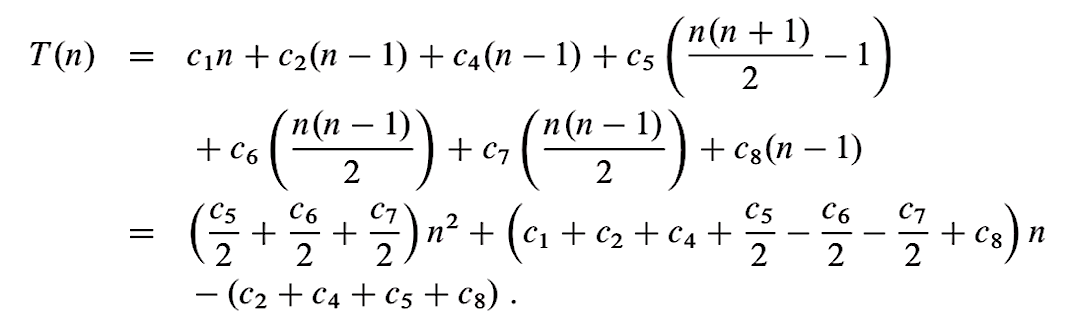 T(n) = c₁n + c₂(n − 1) + c₄(n − 1) + c₅ (n(n + 1)/2 − 1)
+ c₆ (n(n − 1)/2) + c₇ (n(n − 1)/2) + c₈(n − 1)
= (c₅/2 + c₆/2 + c₇/2) n² + (c₁ + c₂ + c₄ + c₅/2 − c₆/2 − c₇/2 + c₈) n
− (c₂ + c₄ + c₅ + c₈) .